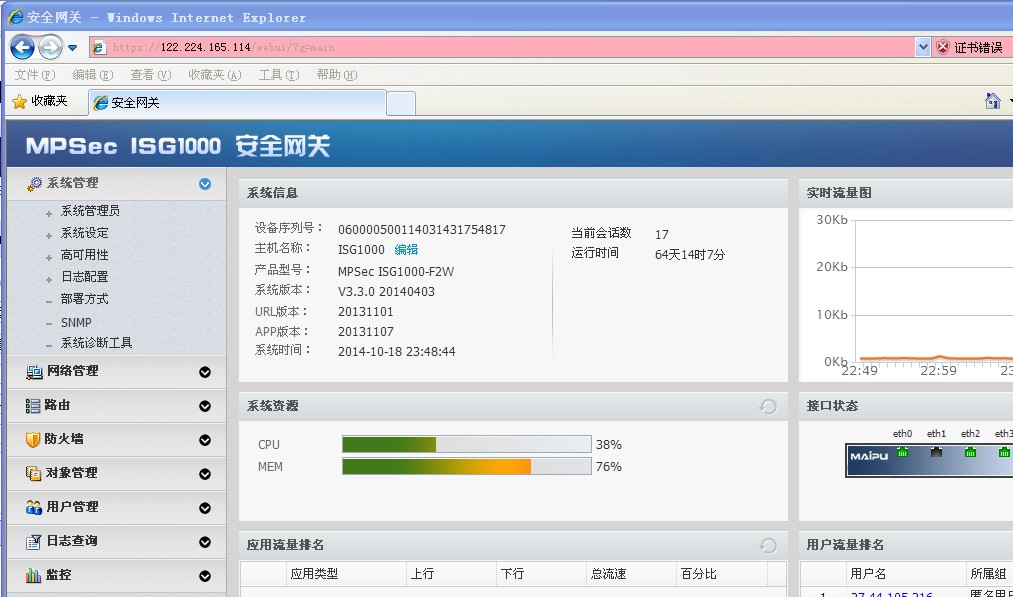 安全网关 - Windows Internet Explorer
https://122.224.165.114/webui/?g=main
证书错误
文件(F) 编辑(E) 查看(V) 收藏夹(A) 工具(T) 帮助(H)
收藏夹 安全网关
MPSec ISG1000 安全网关
系统管理
系统管理员
系统设定
高可用性
日志配置
部署方式
SNMP
系统诊断工具
网络管理
路由
防火墙
对象管理
用户管理
日志查询
监控
系统信息
设备序列号： 060000500114031431754817
主机名称： ISG1000 编辑
产品型号： MPSec ISG1000-F2W
系统版本： V3.3.0 20140403
URL版本： 20131101
APP版本： 20131107
系统时间： 2014-10-18 23:48:44
当前会话数 17
运行时间 64天14时7分
实时流量图
30Kb
20Kb
10Kb
0Kb
22:49 22:59 23
系统资源
CPU 38%
MEM 76%
接口状态
eth0 eth1 eth2 eth3
MAIPU
应用流量排名
应用类型 上行 下行 总流速 百分比
用户流量排名
用户名 所属组
1 27.44.105.216 匿名用户